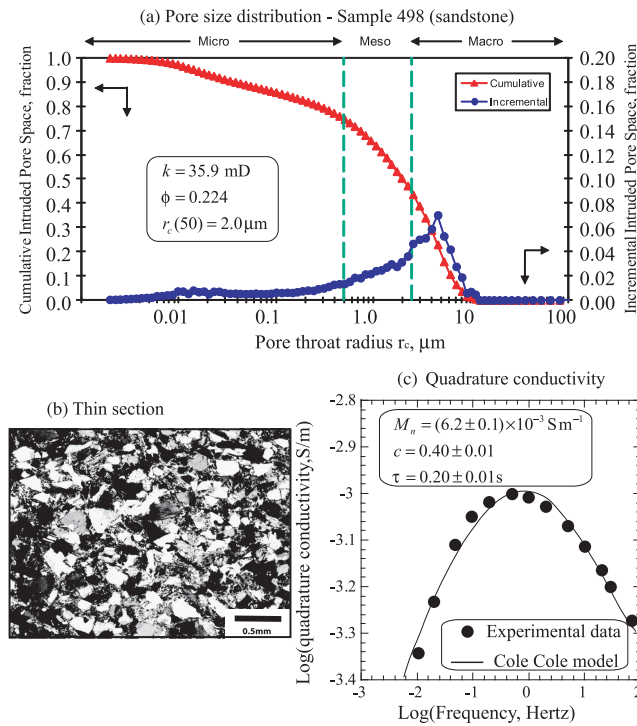 (a) Pore size distribution - Sample 498 (sandstone)
Micro Meso Macro
Cumulative Intruded Pore Space, fraction
1.0
0.9
0.8
0.7
0.6
0.5
0.4
0.3
0.2
0.1
0.0
k = 35.9 mD
ϕ = 0.224
r_c(50) = 2.0 μm
Cumulative
Incremental
0.20
0.18
0.16
0.14
0.12
0.10
0.08
0.06
0.04
0.02
0.00
Incremental Intruded Pore Space, fraction
0.01 0.1 1.0 10 100
Pore throat radius r_c, μm
(b) Thin section
0.5mm
(c) Quadrature conductivity
Log(quadrature conductivity,S/m)
-2.8
-2.9
-3
-3.1
-3.2
-3.3
-3.4
M_n = (6.2 ± 0.1)×10⁻³ S m⁻¹
c = 0.40 ± 0.01
τ = 0.20 ± 0.01s
Experimental data
Cole Cole model
-3 -2 -1 0 1 2
Log(Frequency, Hertz)